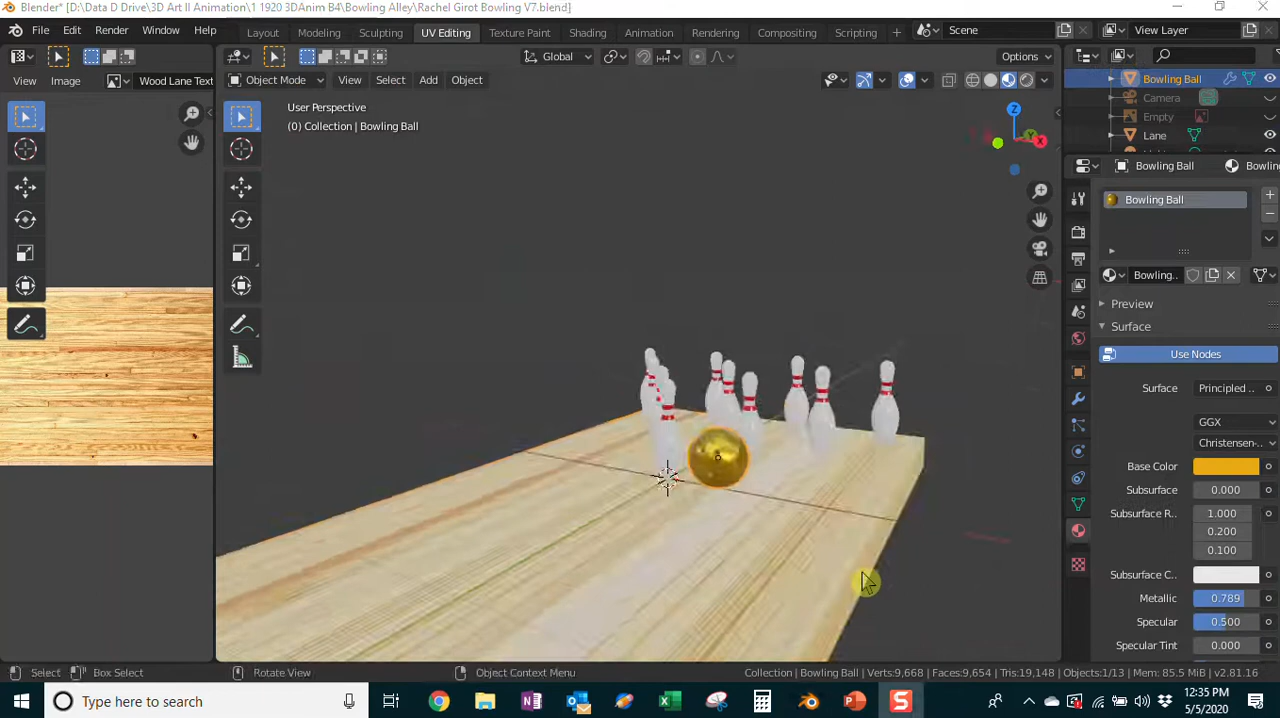 Blender* [D:\Data D Drive\3D Art II Animation\1 1920 3DAnim B4\Bowling Alley\Rachel Girot Bowling V7.blend]
File Edit Render Window Help Layout Modeling Sculpting UV Editing Texture Paint Shading Animation Rendering Compositing Scripting + Scene View Layer
Global Options
View Image Wood Lane Text Object Mode View Select Add Object
User Perspective
(0) Collection | Bowling Ball
Z
Y
X
Bowling Ball
Camera
Empty
Lane
Bowling Ball
Bowling Ball
Bowling..
Preview
Surface
Use Nodes
Surface Principled ..
GGX
Christensen-..
Base Color
Subsurface 0.000
Subsurface R.. 1.000
0.200
0.100
Subsurface C..
Metallic 0.789
Specular 0.500
Specular Tint 0.000
Select Box Select Rotate View Object Context Menu Collection | Bowling Ball | Verts:9,668 | Faces:9,654 | Tris:19,148 | Objects:1/13 | Mem: 85.5 MiB | v2.81.16
Type here to search
12:35 PM
5/5/2020